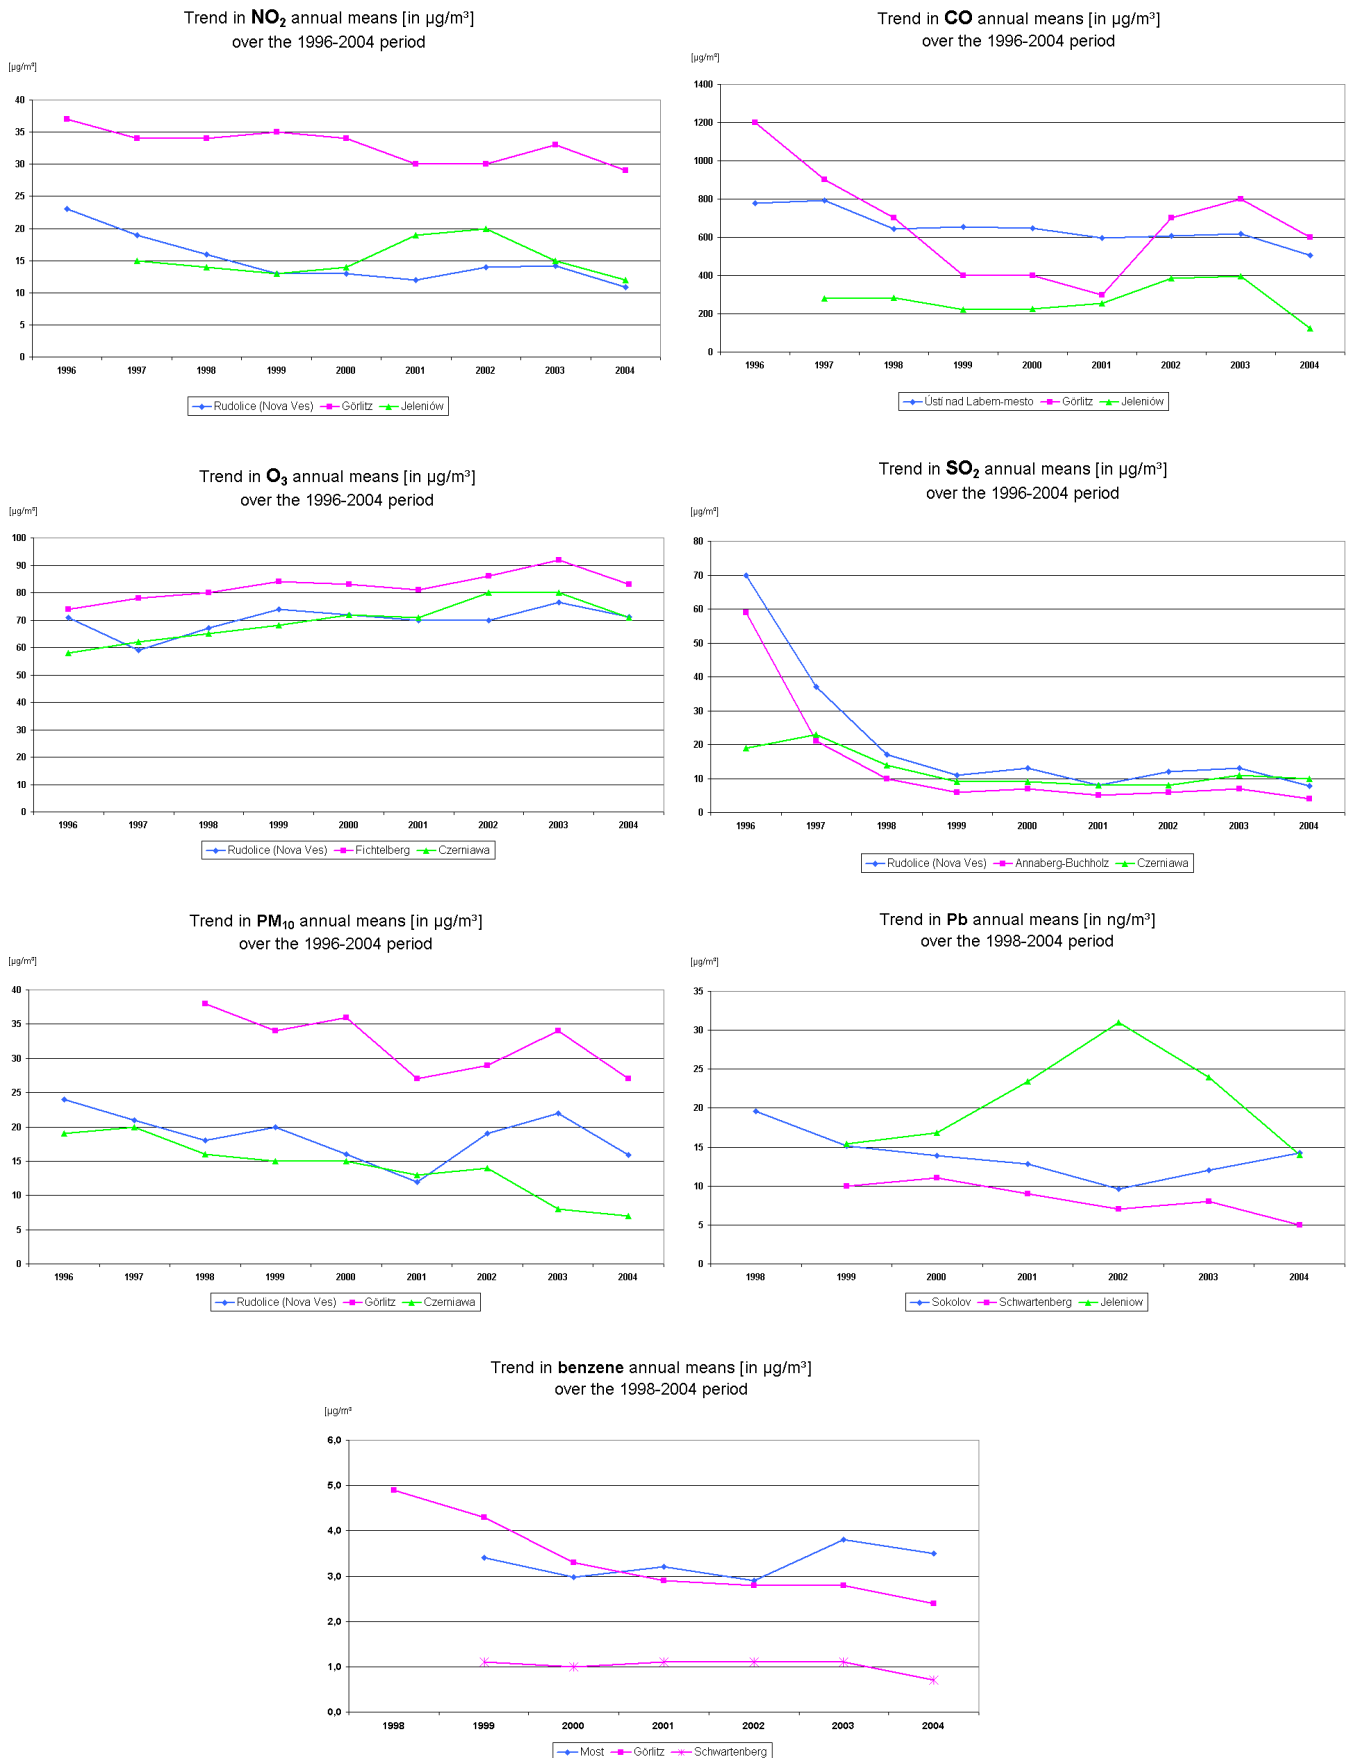 Trend in NO₂ annual means [in µg/m³]
over the 1996-2004 period
[µg/m³]
40
35
30
25
20
15
10
5
0
1996 1997 1998 1999 2000 2001 2002 2003 2004
Rudolice (Nova Ves) Görlitz Jeleniów
Trend in CO annual means [in µg/m³]
over the 1996-2004 period
[µg/m³]
1400
1200
1000
800
600
400
200
0
1996 1997 1998 1999 2000 2001 2002 2003 2004
Ústí nad Labem-mesto Görlitz Jeleniów
Trend in O₃ annual means [in µg/m³]
over the 1996-2004 period
[µg/m³]
100
90
80
70
60
50
40
30
20
10
0
1996 1997 1998 1999 2000 2001 2002 2003 2004
Rudolice (Nova Ves) Fichtelberg Czerniawa
Trend in SO₂ annual means [in µg/m³]
over the 1996-2004 period
[µg/m³]
80
70
60
50
40
30
20
10
0
1996 1997 1998 1999 2000 2001 2002 2003 2004
Rudolice (Nova Ves) Annaberg-Buchholz Czerniawa
Trend in PM₁₀ annual means [in µg/m³]
over the 1996-2004 period
[µg/m³]
40
35
30
25
20
15
10
5
0
1996 1997 1998 1999 2000 2001 2002 2003 2004
Rudolice (Nova Ves) Görlitz Czerniawa
Trend in Pb annual means [in ng/m³]
over the 1998-2004 period
[µg/m³]
35
30
25
20
15
10
5
0
1998 1999 2000 2001 2002 2003 2004
Sokolov Schwartenberg Jeleniow
Trend in benzene annual means [in µg/m³]
over the 1998-2004 period
[µg/m³
6,0
5,0
4,0
3,0
2,0
1,0
0,0
1998 1999 2000 2001 2002 2003 2004
Most Görlitz Schwartenberg